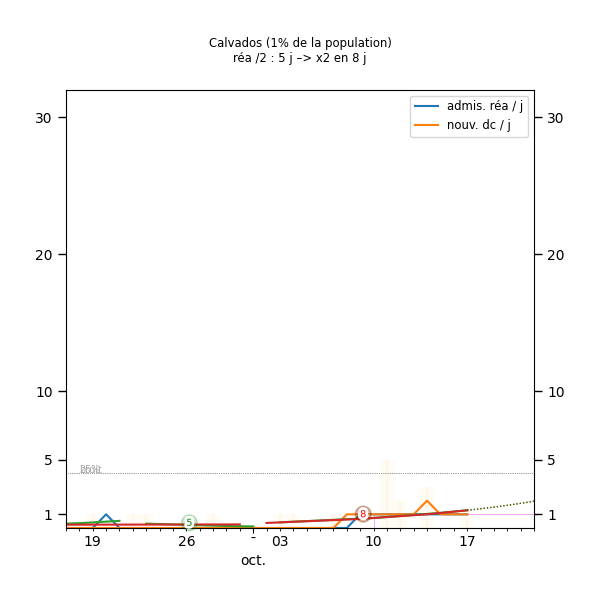 Calvados (1% de la population)
réa /2 : 5 j –> x2 en 8 j
admis. réa / j
nouv. dc / j
30 30
20 20
10 10
5 5
1 1
5
8
19 26 - 03 10 17
oct.